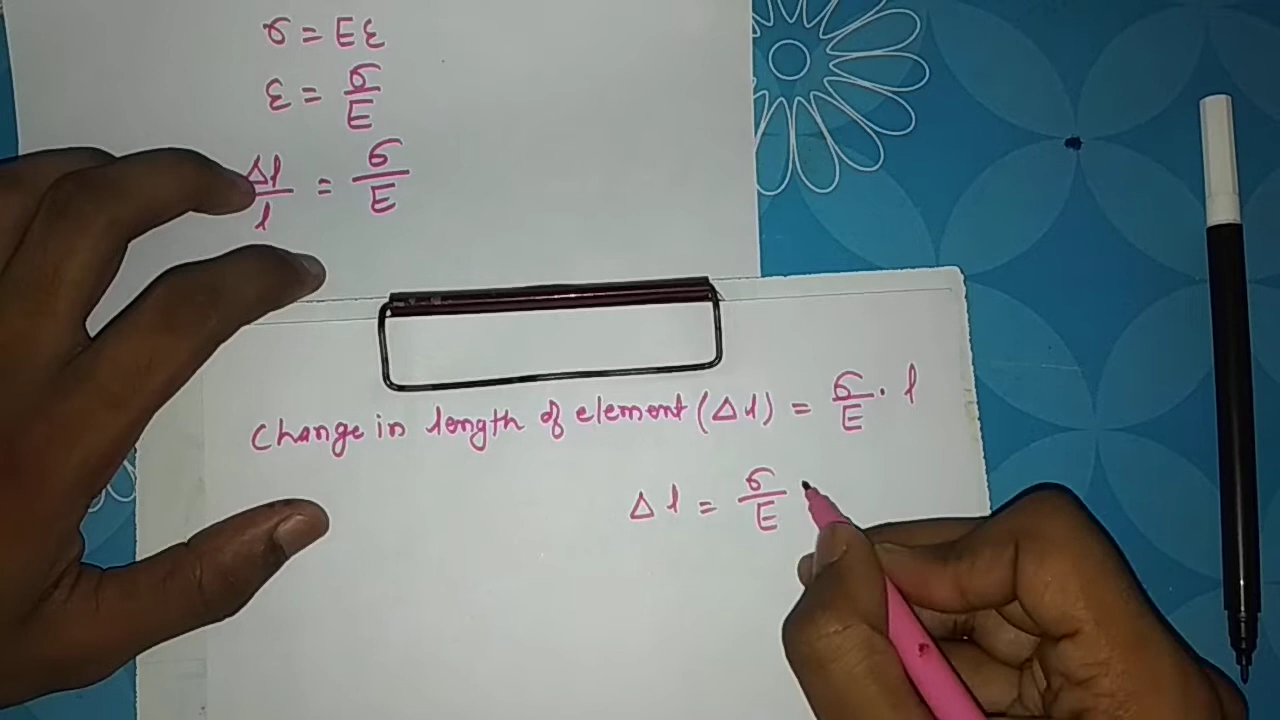 σ = Eε
ε = σ/E
Δl/l = σ/E
Change in length of element (Δl) = σ/E · l
Δl = σ/E